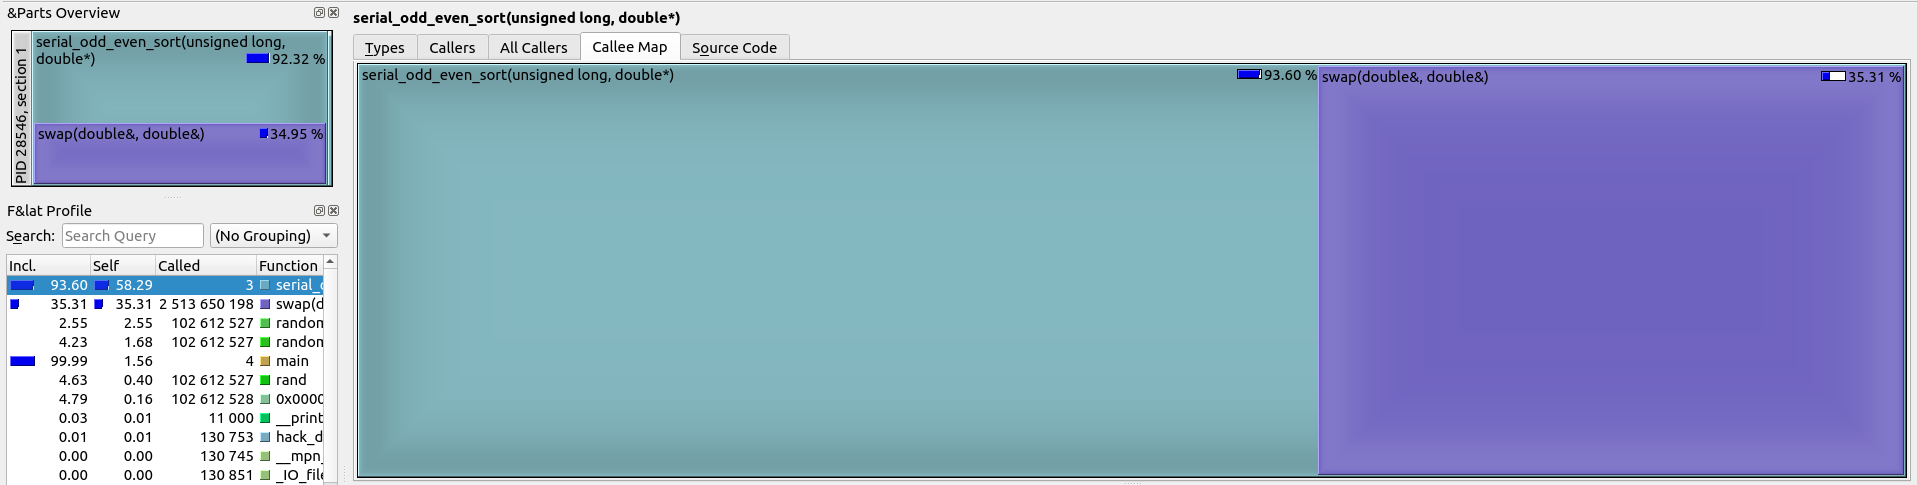 &Parts Overview
PID 28546, section 1
serial_odd_even_sort(unsigned long,
double*) 92.32 %
swap(double&, double&) 34.95 %
F&lat Profile
Search: Search Query (No Grouping)
Incl. Self Called Function
93.60 58.29 3 serial_
35.31 35.31 2 513 650 198 swap(d
2.55 2.55 102 612 527 random
4.23 1.68 102 612 527 random
99.99 1.56 4 main
4.63 0.40 102 612 527 rand
4.79 0.16 102 612 528 0x0000
0.03 0.01 11 000 __print
0.01 0.01 130 753 hack_d
0.00 0.00 130 745 __mpn_
0.00 0.00 130 851 _IO_file
serial_odd_even_sort(unsigned long, double*)
Types Callers All Callers Callee Map Source Code
serial_odd_even_sort(unsigned long, double*) 93.60 %
swap(double&, double&) 35.31 %